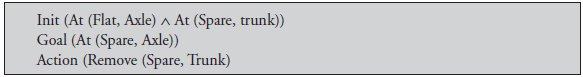 Init (At (Flat, Axle) ∧ At (Spare, trunk))
Goal (At (Spare, Axle))
Action (Remove (Spare, Trunk)